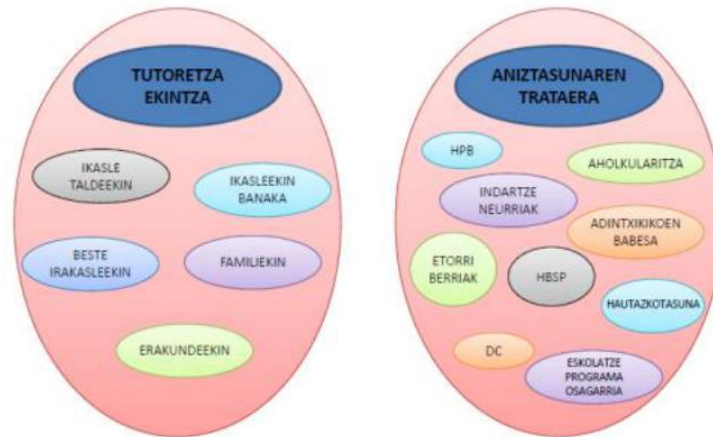 TUTORETZA
EKINTZA
IKASLE
TALDEEKIN
IKASLEEKIN
BANAKA
BESTE
IRAKASLEEKIN
FAMILIEKIN
ERAKUNDEEKIN
ANIZTASUNAREN
TRATAERA
HPB
AHOLKULARITZA
INDARTZE
NEURRIAK
ADINTXIKIKOEN
BABESA
ETORRI
BERRIAK
HBSP
HAUTAZKOTASUNA
DC
ESKOLATZE
PROGRAMA
OSAGARRIA